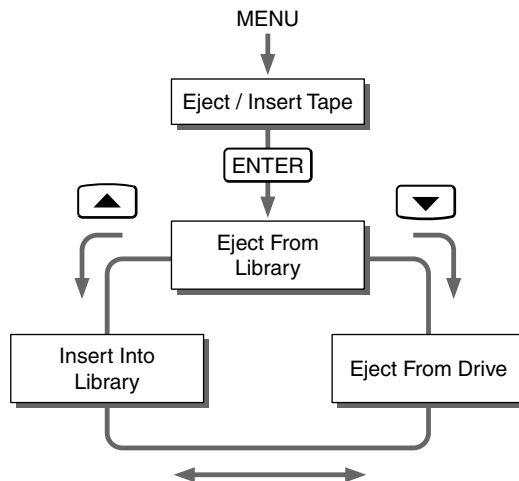 MENU
Eject / Insert Tape
ENTER
Eject From
Library
Insert Into
Library
Eject From Drive